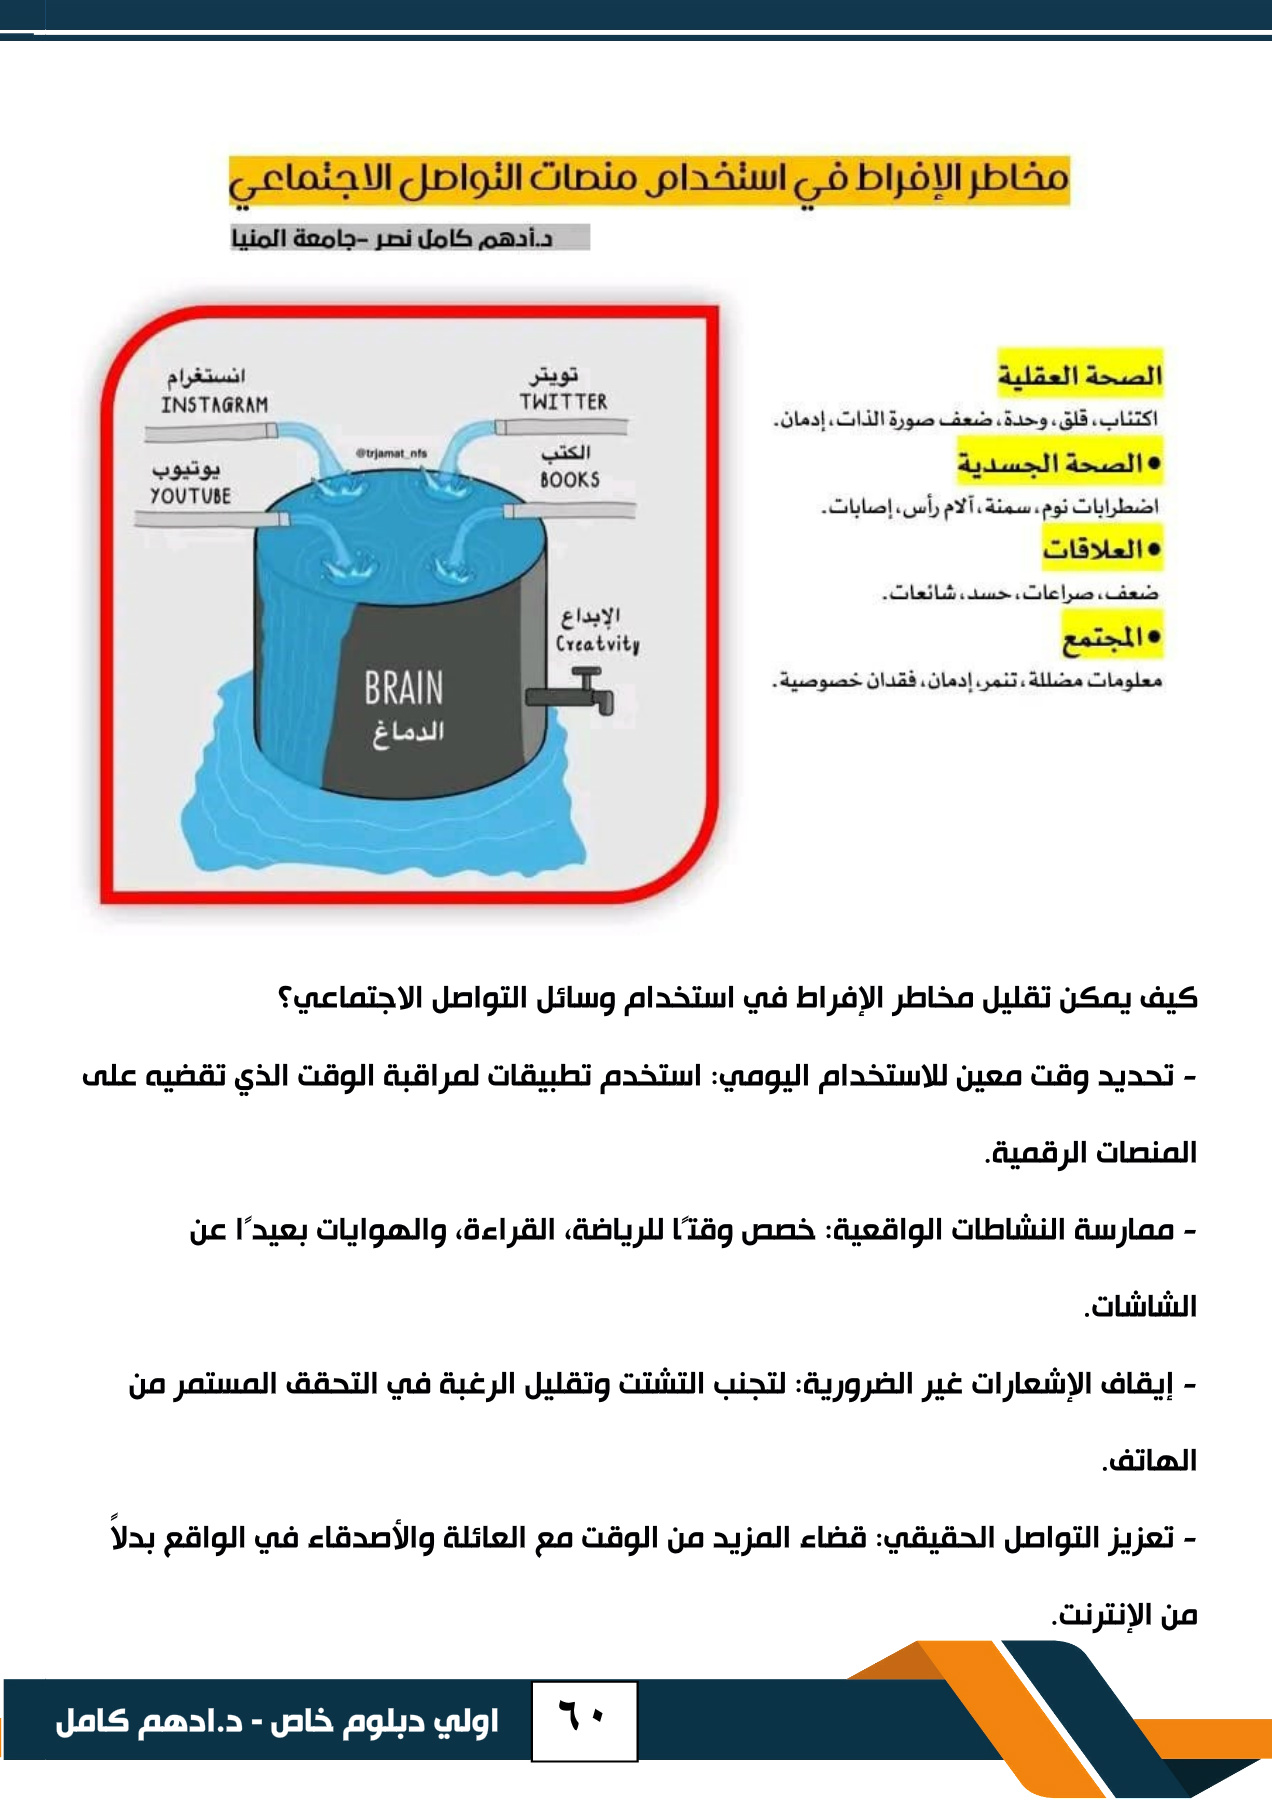 مخاطر الإفراط في استخدام منصات التواصل الاجتماعي
د.أدهم كامل نصر -جامعة المنيا
الصحة العقلية
اكتئاب، قلق، وحدة، ضعف صورة الذات، إدمان.
• الصحة الجسدية
اضطرابات نوم، سمنة، آلام رأس، إصابات.
• العلاقات
ضعف، صراعات، حسد، شائعات.
• المجتمع
معلومات مضللة، تنمر، إدمان، فقدان خصوصية.
انستغرام
INSTAGRAM
تويتر
TWITTER
@trjamat_nfs
يوتيوب
YOUTUBE
الكتب
BOOKS
الإبداع
Creatvity
BRAIN
الدماغ
كيف يمكن تقليل مخاطر الإفراط في استخدام وسائل التواصل الاجتماعي؟
- تحديد وقت معين للاستخدام اليومي: استخدم تطبيقات لمراقبة الوقت الذي تقضيه على
المنصات الرقمية.
- ممارسة النشاطات الواقعية: خصص وقتًا للرياضة، القراءة، والهوايات بعيدًا عن
الشاشات.
- إيقاف الإشعارات غير الضرورية: لتجنب التشتت وتقليل الرغبة في التحقق المستمر من
الهاتف.
- تعزيز التواصل الحقيقي: قضاء المزيد من الوقت مع العائلة والأصدقاء في الواقع بدلاً
من الإنترنت.
٦٠
اولي دبلوم خاص - د.ادهم كامل